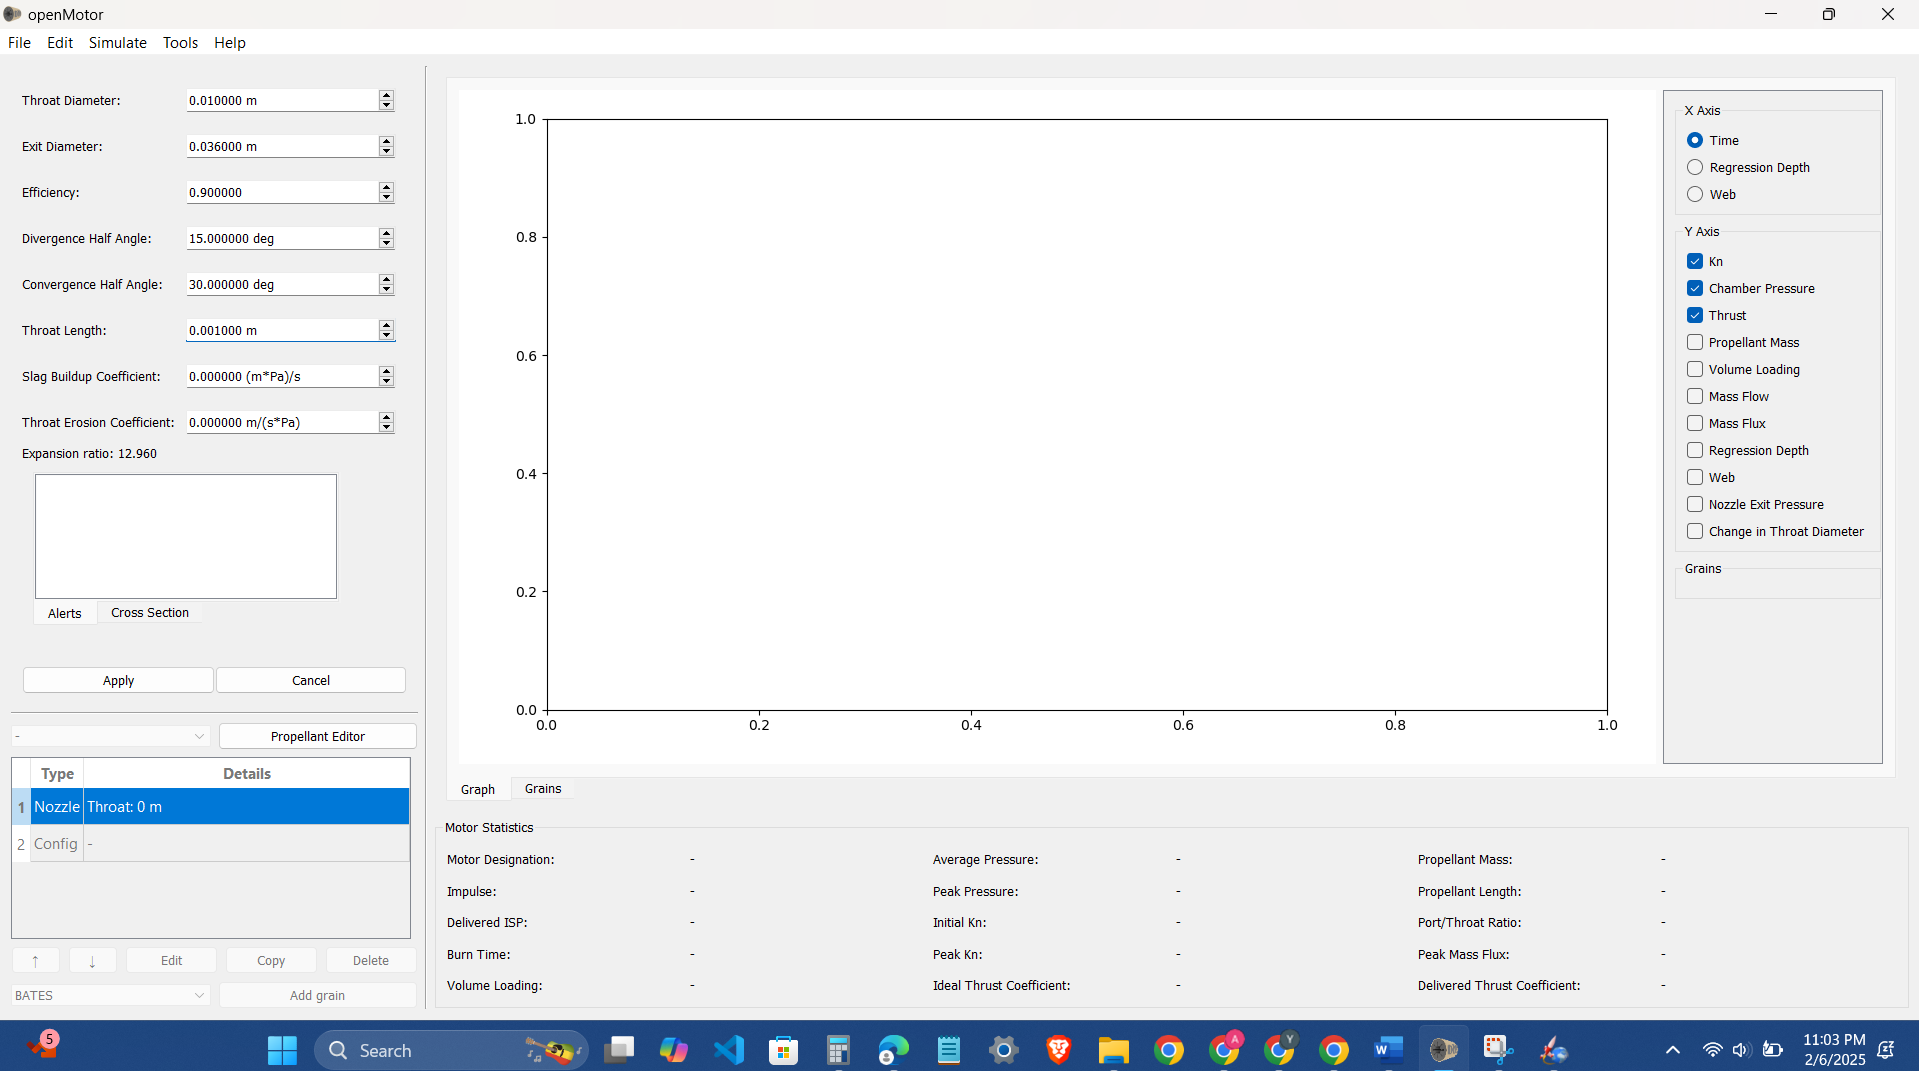 openMotor
File Edit Simulate Tools Help
Throat Diameter: 0.010000 m
Exit Diameter: 0.036000 m
Efficiency: 0.900000
Divergence Half Angle: 15.000000 deg
Convergence Half Angle: 30.000000 deg
Throat Length: 0.001000 m
Slag Buildup Coefficient: 0.000000 (m*Pa)/s
Throat Erosion Coefficient: 0.000000 m/(s*Pa)
Expansion ratio: 12.960
Alerts Cross Section
Apply Cancel
- Propellant Editor
Type Details
1 Nozzle Throat: 0 m
2 Config -
↑ ↓ Edit Copy Delete
BATES Add grain
1.0
0.8
0.6
0.4
0.2
0.0
0.0 0.2 0.4 0.6 0.8 1.0
Graph Grains
X Axis
Time
Regression Depth
Web
Y Axis
Kn
Chamber Pressure
Thrust
Propellant Mass
Volume Loading
Mass Flow
Mass Flux
Regression Depth
Web
Nozzle Exit Pressure
Change in Throat Diameter
Grains
Motor Statistics
Motor Designation: - Average Pressure: - Propellant Mass: -
Impulse: - Peak Pressure: - Propellant Length: -
Delivered ISP: - Initial Kn: - Port/Throat Ratio: -
Burn Time: - Peak Kn: - Peak Mass Flux: -
Volume Loading: - Ideal Thrust Coefficient: - Delivered Thrust Coefficient: -
5
Search
A
Y
W
11:03 PM
2/6/2025